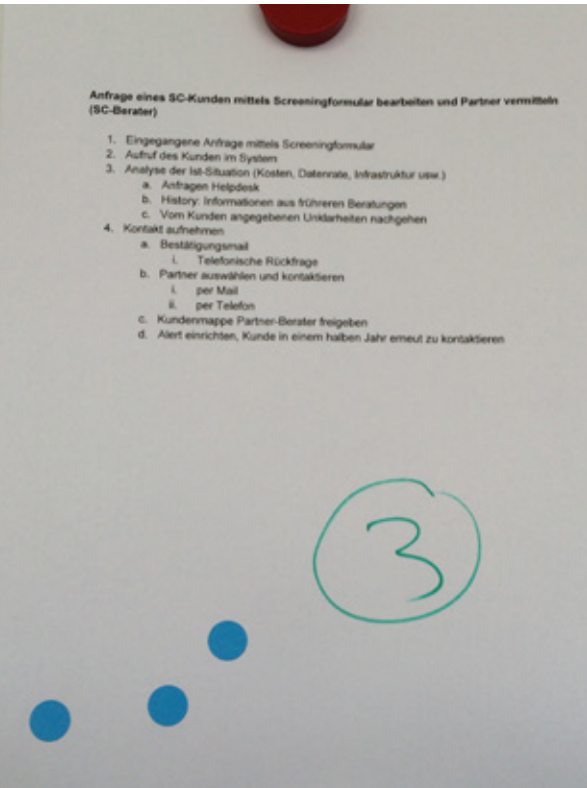 Anfrage eines SC-Kunden mittels Screeningformular bearbeiten und Partner vermitteln
(SC-Berater)
1. Eingegangene Anfrage mittels Screeningformular
2. Aufruf des Kunden im System
3. Analyse der Ist-Situation (Kosten, Datenrate, Infrastruktur usw.)
a. Anfragen Helpdesk
b. History: Informationen aus frühreren Beratungen
c. Vom Kunden angegebenen Unklarheiten nachgehen
4. Kontakt aufnehmen
a. Bestätigungsmail
i. Telefonische Rückfrage
b. Partner auswählen und kontaktieren
i. per Mail
ii. per Telefon
c. Kundenmappe Partner-Berater freigeben
d. Alert einrichten, Kunde in einem halben Jahr erneut zu kontaktieren
3